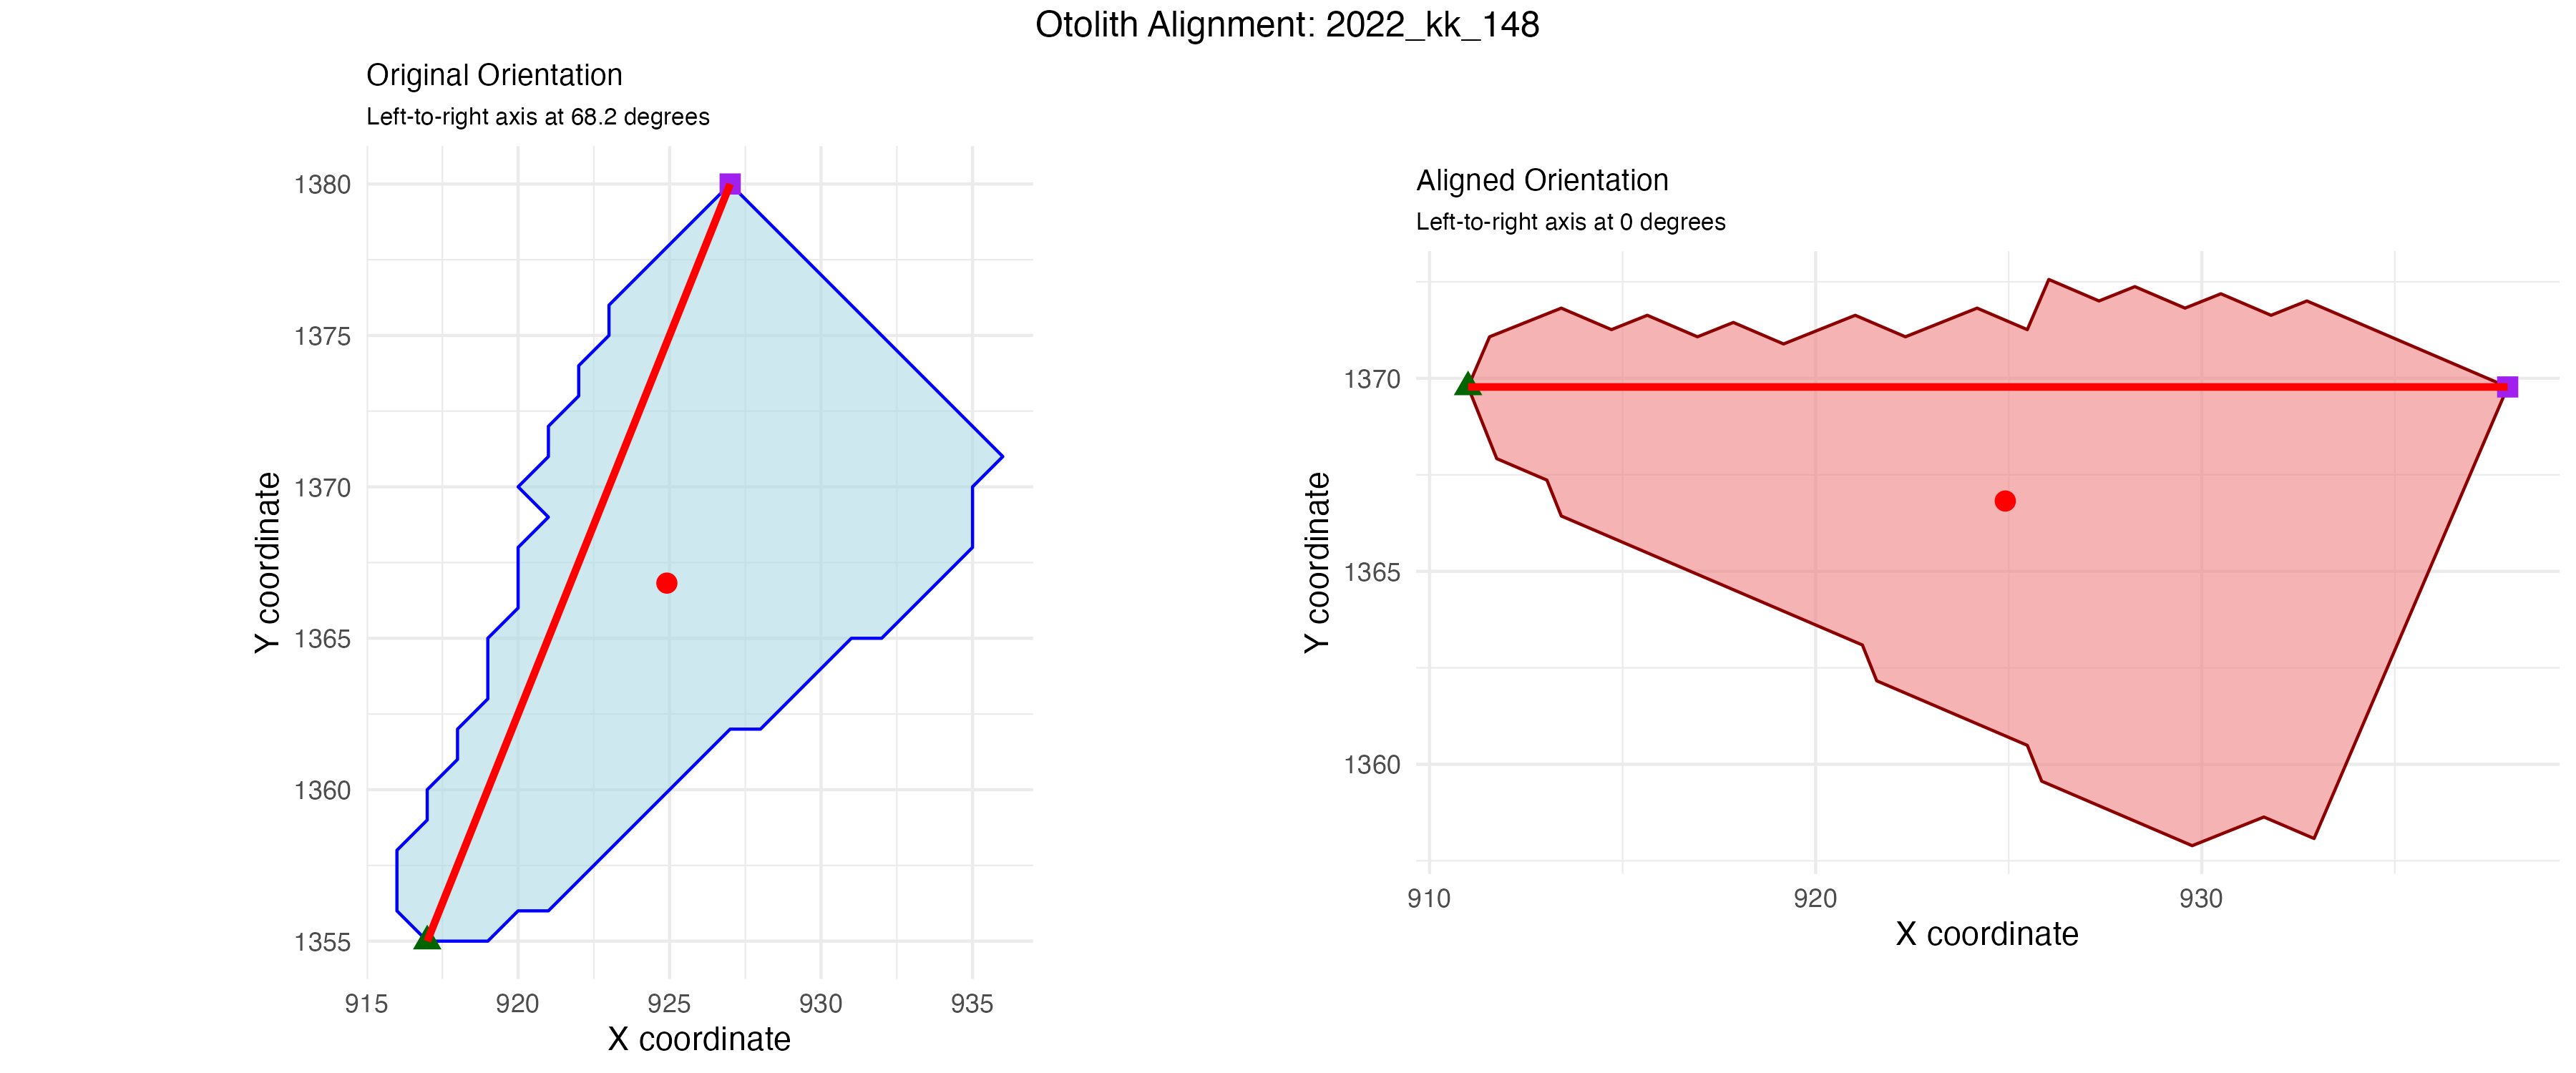 Otolith Alignment: 2022_kk_148
Original Orientation
Left-to-right axis at 68.2 degrees
1380
1375
1370
1365
1360
1355
Y coordinate
915 920 925 930 935
X coordinate
Aligned Orientation
Left-to-right axis at 0 degrees
1370
1365
1360
Y coordinate
910 920 930
X coordinate